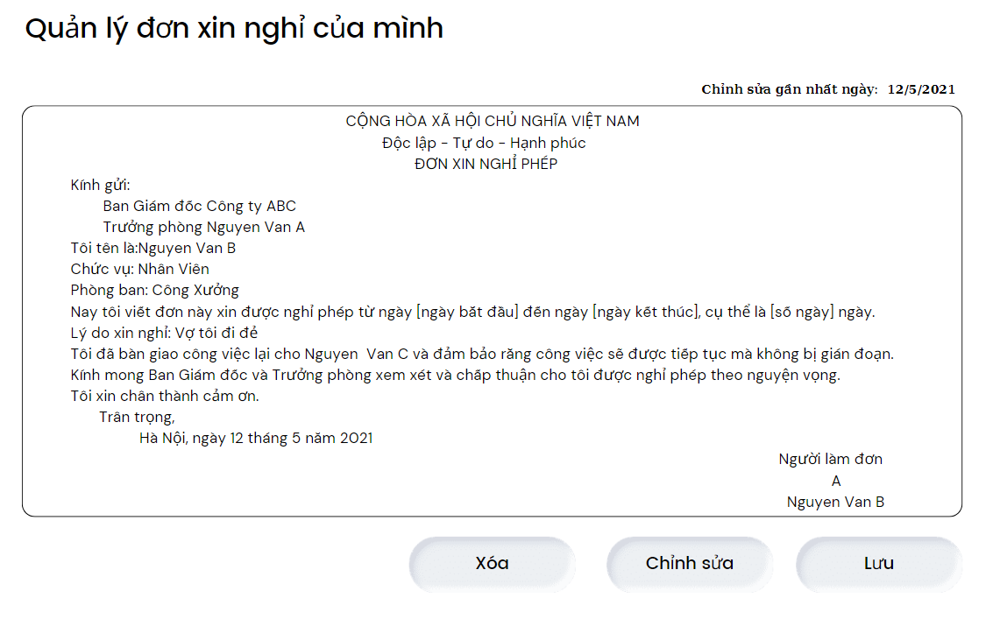 Quản lý đơn xin nghỉ của mình
Chỉnh sửa gần nhất ngày: 12/5/2021
CỘNG HÒA XÃ HỘI CHỦ NGHĨA VIỆT NAM
Độc lập - Tự do - Hạnh phúc
ĐƠN XIN NGHỈ PHÉP
Kính gửi:
Ban Giám đốc Công ty ABC
Trưởng phòng Nguyen Van A
Tôi tên là:Nguyen Van B
Chức vụ: Nhân Viên
Phòng ban: Công Xưởng
Nay tôi viết đơn này xin được nghỉ phép từ ngày [ngày bắt đầu] đến ngày [ngày kết thúc], cụ thể là [số ngày] ngày.
Lý do xin nghỉ: Vợ tôi đi đẻ
Tôi đã bàn giao công việc lại cho Nguyen Van C và đảm bảo rằng công việc sẽ được tiếp tục mà không bị gián đoạn.
Kính mong Ban Giám đốc và Trưởng phòng xem xét và chấp thuận cho tôi được nghỉ phép theo nguyện vọng.
Tôi xin chân thành cảm ơn.
Trân trọng,
Hà Nội, ngày 12 tháng 5 năm 2021
Người làm đơn
A
Nguyen Van B
Xóa
Chỉnh sửa
Lưu